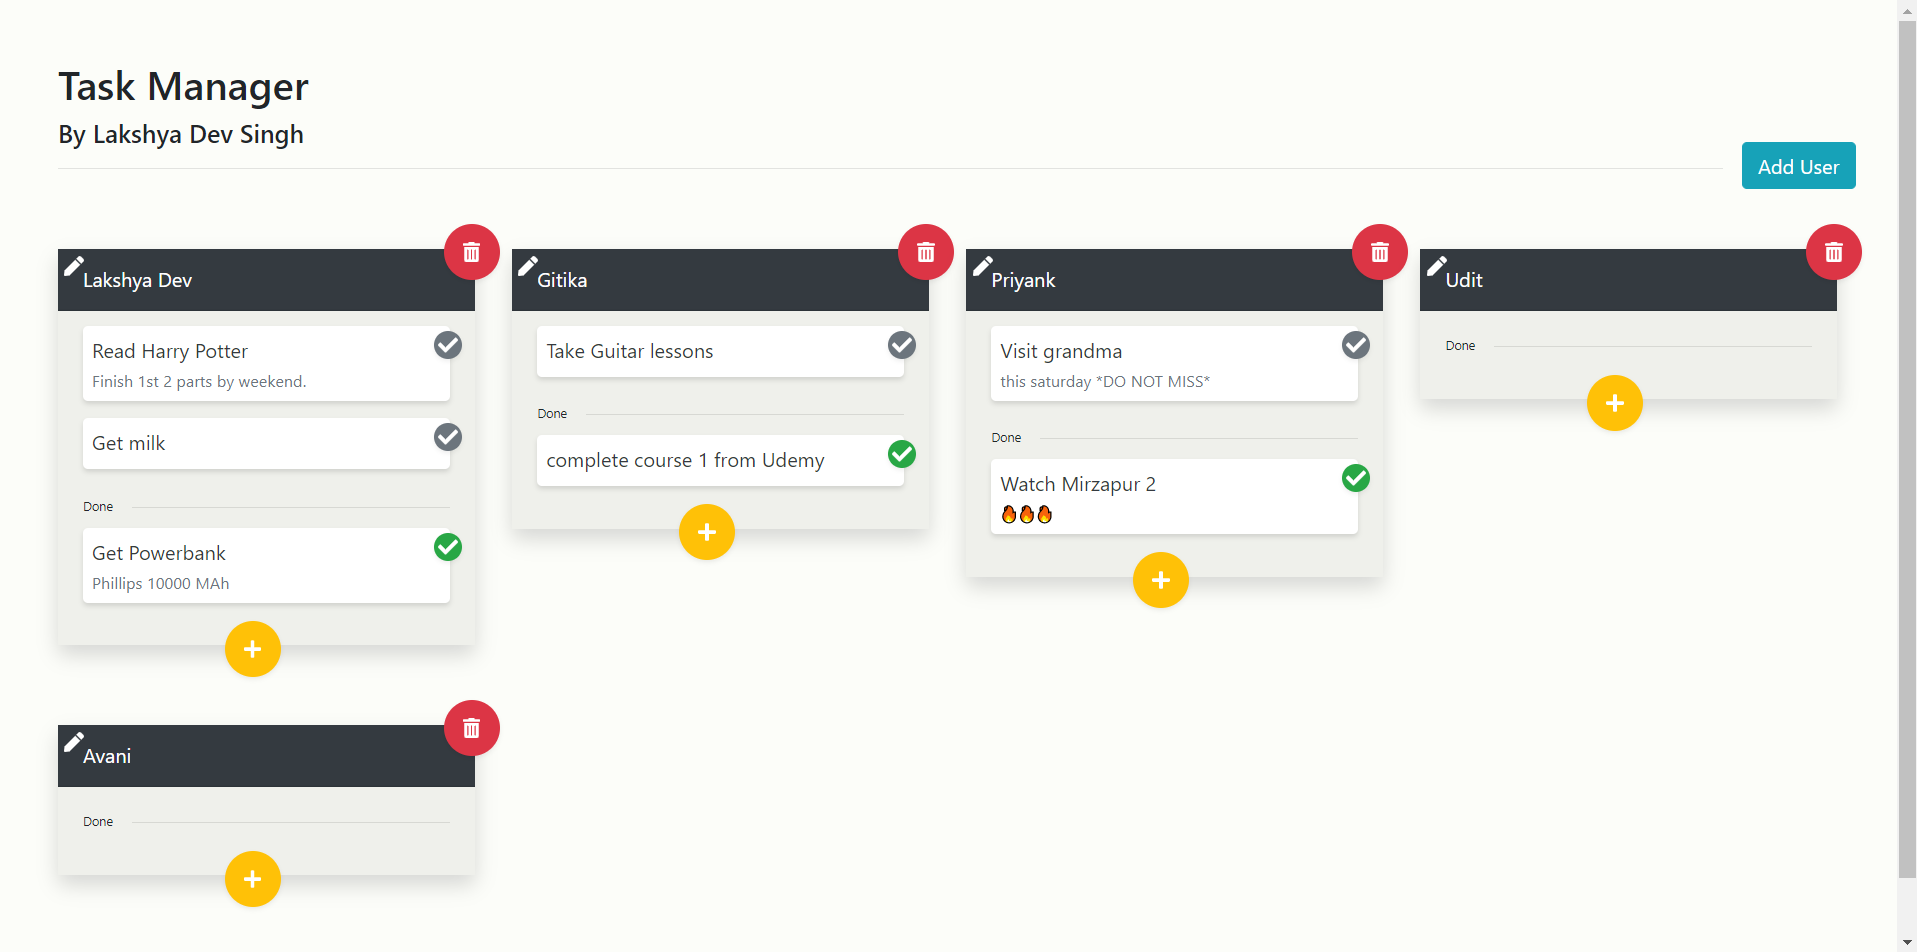 Task Manager
By Lakshya Dev Singh
Add User
Lakshya Dev
Read Harry Potter
Finish 1st 2 parts by weekend.
Get milk
Done
Get Powerbank
Phillips 10000 MAh
Gitika
Take Guitar lessons
Done
complete course 1 from Udemy
Priyank
Visit grandma
this saturday *DO NOT MISS*
Done
Watch Mirzapur 2
🔥🔥🔥
Udit
Done
Avani
Done